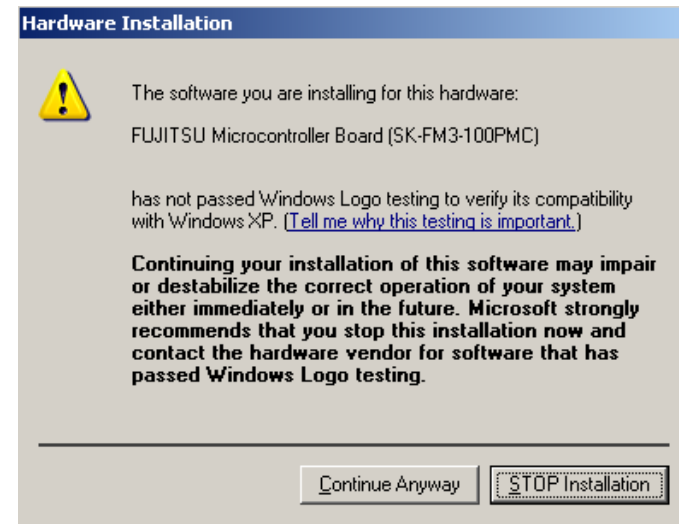 Hardware Installation
The software you are installing for this hardware:
FUJITSU Microcontroller Board (SK-FM3-100PMC)
has not passed Windows Logo testing to verify its compatibility
with Windows XP. (Tell me why this testing is important.)
Continuing your installation of this software may impair
or destabilize the correct operation of your system
either immediately or in the future. Microsoft strongly
recommends that you stop this installation now and
contact the hardware vendor for software that has
passed Windows Logo testing.
Continue Anyway STOP Installation